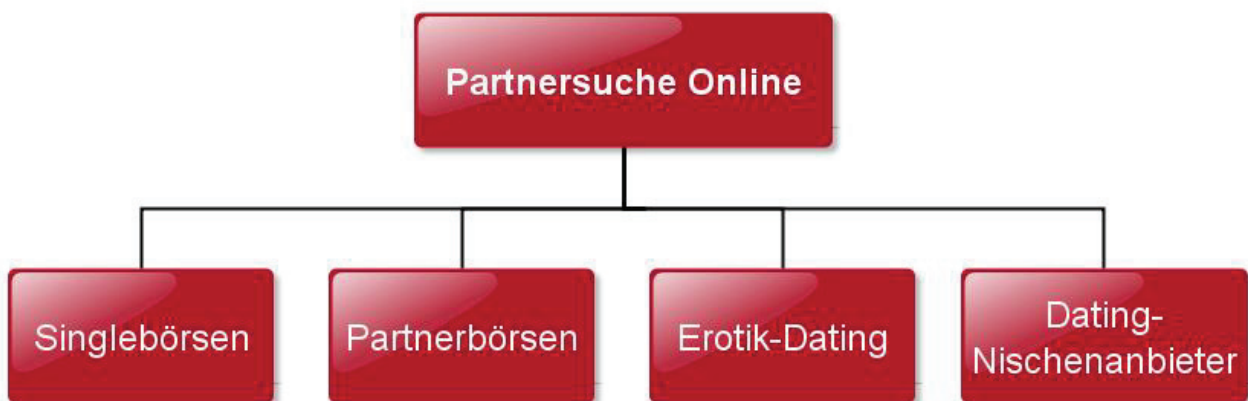 Partnersuche Online
Singlebörsen
Partnerbörsen
Erotik-Dating
Dating-
Nischenanbieter